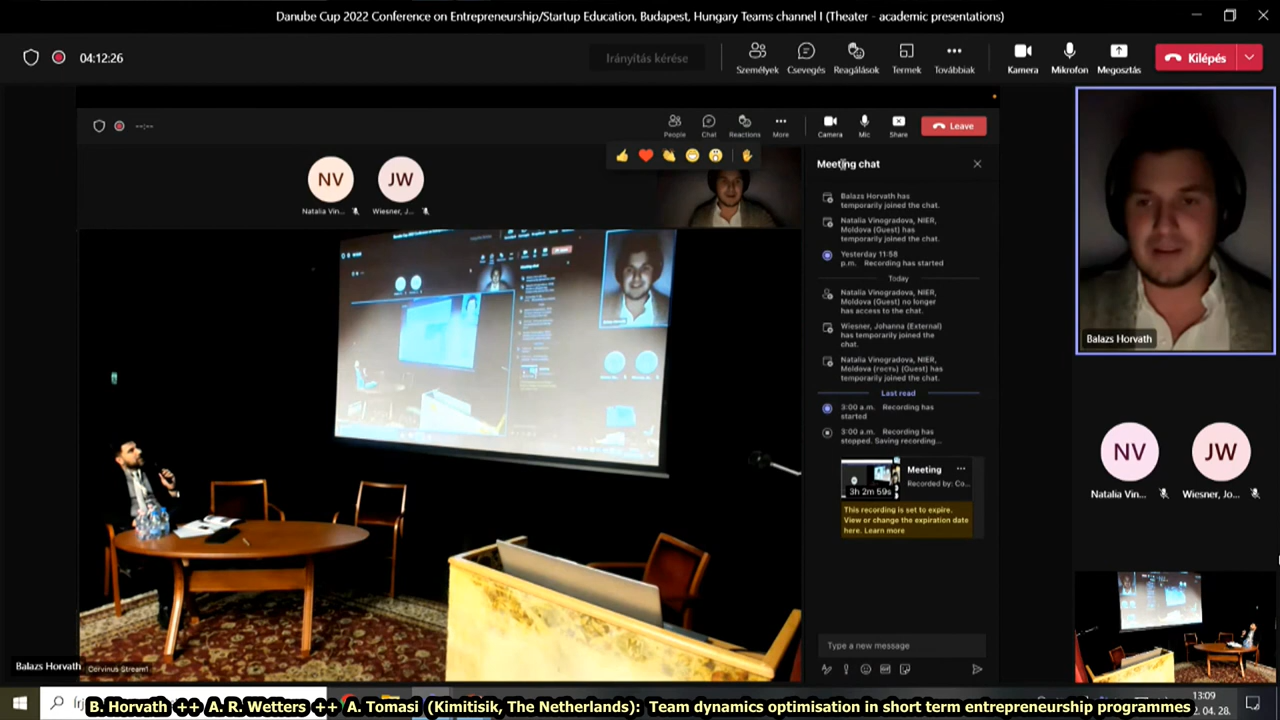 Danube Cup 2022 Conference on Entrepreneurship/Startup Education, Budapest, Hungary Teams channel I (Theater - academic presentations)
04:12:26
Irányítás kérése
Személyek
Csevegés
Reagálások
Termek
Továbbiak
Kamera
Mikrofon
Megosztás
Kilépés
--:--
People
Chat
Reactions
More
Camera
Mic
Share
Leave
NV
JW
Natalia Vin...
Wiesner, J...
Meeting chat
Balazs Horvath has
temporarily joined the chat.
Natalia Vinogradova, NIER,
Moldova (Guest) has
temporarily joined the chat.
Yesterday 11:58
p.m. Recording has started
Today
Natalia Vinogradova, NIER,
Moldova (Guest) no longer
has access to the chat.
Wiesner, Johanna (External)
has temporarily joined the
chat.
Natalia Vinogradova, NIER,
Moldova (гость) (Guest) has
temporarily joined the chat.
Last read
3:00 a.m. Recording has
started
3:00 a.m. Recording has
stopped. Saving recording...
Meeting
Recorded by: Co...
3h 2m 59s
This recording is set to expire.
View or change the expiration date
here. Learn more
Type a new message
Balazs Horvath
NV
JW
Natalia Vin...
Wiesner, Jo...
Balazs Horvath
Cervinus Stream1
13:09
2. 04. 28.
B. Horvath ++ A. R. Wetters ++ A. Tomasi (Kimitisik, The Netherlands): Team dynamics optimisation in short term entrepreneurship programmes